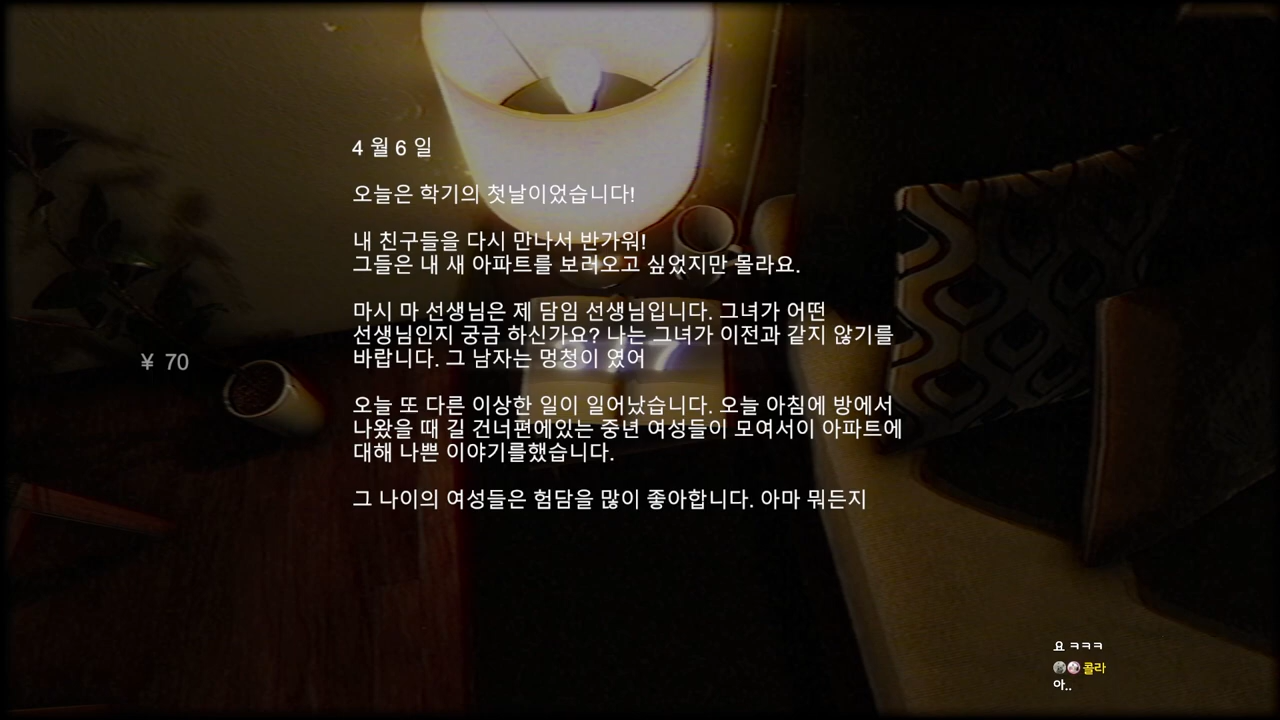 4 월 6 일
오늘은 학기의 첫날이었습니다!
내 친구들을 다시 만나서 반가워!
그들은 내 새 아파트를 보러오고 싶었지만 몰라요.
마시 마 선생님은 제 담임 선생님입니다. 그녀가 어떤
선생님인지 궁금 하신가요? 나는 그녀가 이전과 같지 않기를
바랍니다. 그 남자는 멍청이 였어
¥ 70
오늘 또 다른 이상한 일이 일어났습니다. 오늘 아침에 방에서
나왔을 때 길 건너편에있는 중년 여성들이 모여서이 아파트에
대해 나쁜 이야기를했습니다.
그 나이의 여성들은 험담을 많이 좋아합니다. 아마 뭐든지
요 ㅋㅋㅋ
콜라
아..